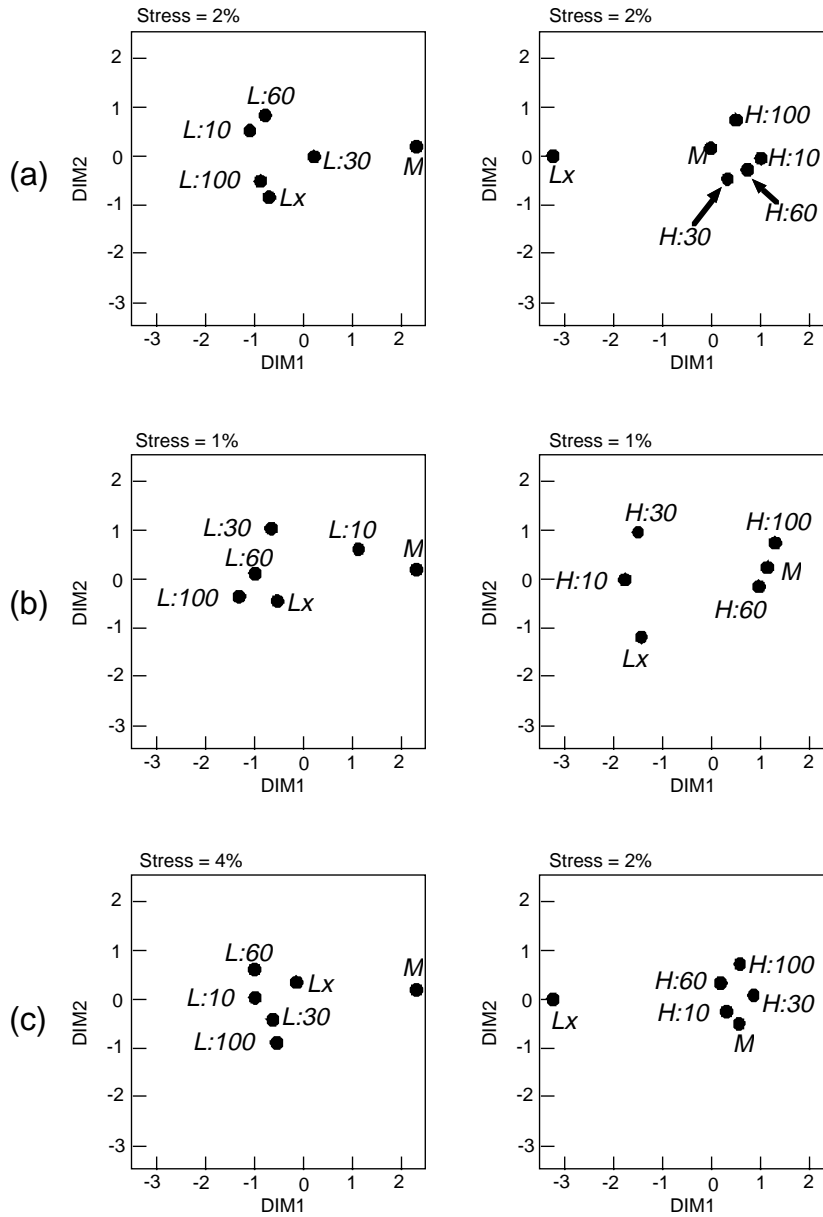 Stress = 2%
2
1
0
-1
-2
-3
DIM2
L:60
L:10
L:30
M
L:100
Lx
-3 -2 -1 0 1 2
DIM1
(a)
Stress = 2%
2
1
0
-1
-2
-3
DIM2
H:100
M
H:10
Lx
H:60
H:30
-3 -2 -1 0 1 2
DIM1
Stress = 1%
2
1
0
-1
-2
-3
DIM2
L:30
L:10
M
L:60
L:100
Lx
-3 -2 -1 0 1 2
DIM1
(b)
Stress = 1%
2
1
0
-1
-2
-3
DIM2
H:30
H:100
H:10
M
H:60
Lx
-3 -2 -1 0 1 2
DIM1
Stress = 4%
2
1
0
-1
-2
-3
DIM2
L:60
Lx
M
L:10
L:30
L:100
-3 -2 -1 0 1 2
DIM1
(c)
Stress = 2%
2
1
0
-1
-2
-3
DIM2
H:100
H:60
H:30
H:10
Lx
M
-3 -2 -1 0 1 2
DIM1